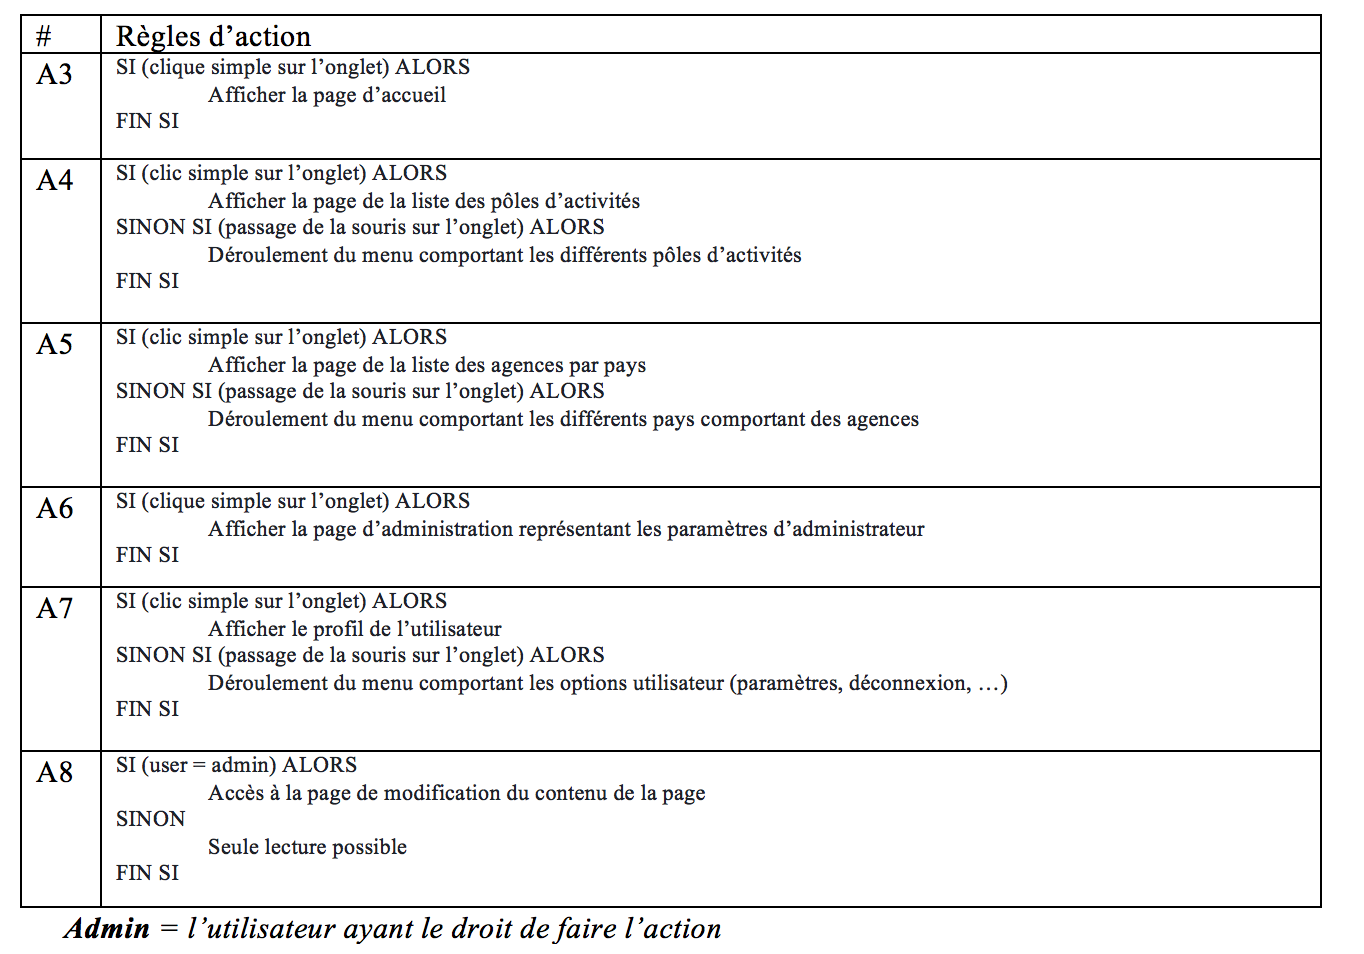 # Règles d’action
A3 SI (clique simple sur l’onglet) ALORS
Afficher la page d’accueil
FIN SI
A4 SI (clic simple sur l’onglet) ALORS
Afficher la page de la liste des pôles d’activités
SINON SI (passage de la souris sur l’onglet) ALORS
Déroulement du menu comportant les différents pôles d’activités
FIN SI
A5 SI (clic simple sur l’onglet) ALORS
Afficher la page de la liste des agences par pays
SINON SI (passage de la souris sur l’onglet) ALORS
Déroulement du menu comportant les différents pays comportant des agences
FIN SI
A6 SI (clique simple sur l’onglet) ALORS
Afficher la page d’administration représentant les paramètres d’administrateur
FIN SI
A7 SI (clic simple sur l’onglet) ALORS
Afficher le profil de l’utilisateur
SINON SI (passage de la souris sur l’onglet) ALORS
Déroulement du menu comportant les options utilisateur (paramètres, déconnexion, …)
FIN SI
A8 SI (user = admin) ALORS
Accès à la page de modification du contenu de la page
SINON
Seule lecture possible
FIN SI
Admin = l’utilisateur ayant le droit de faire l’action